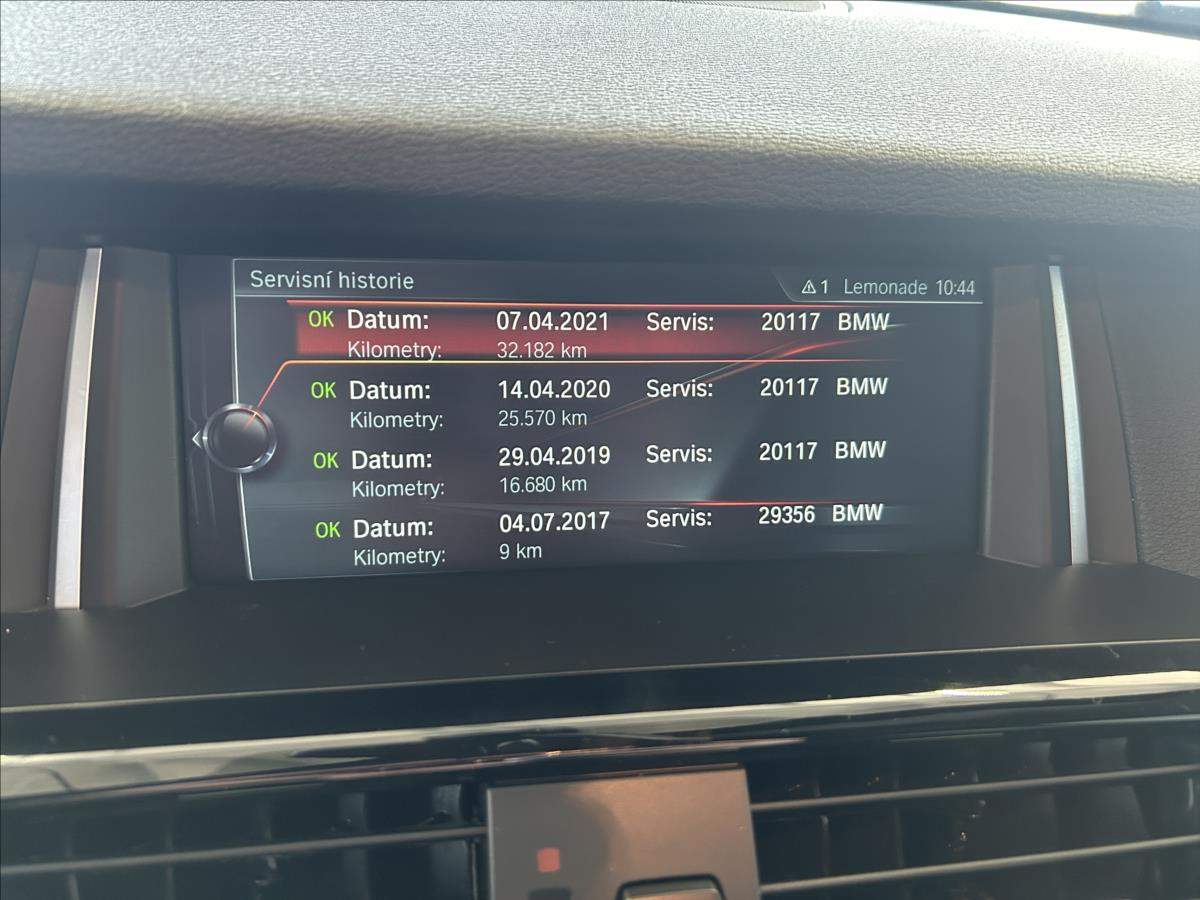 Servisní historie 1 Lemonade 10:44
OK Datum: 07.04.2021 Servis: 20117 BMW
Kilometry: 32.182 km
OK Datum: 14.04.2020 Servis: 20117 BMW
Kilometry: 25.570 km
OK Datum: 29.04.2019 Servis: 20117 BMW
Kilometry: 16.680 km
OK Datum: 04.07.2017 Servis: 29356 BMW
Kilometry: 9 km